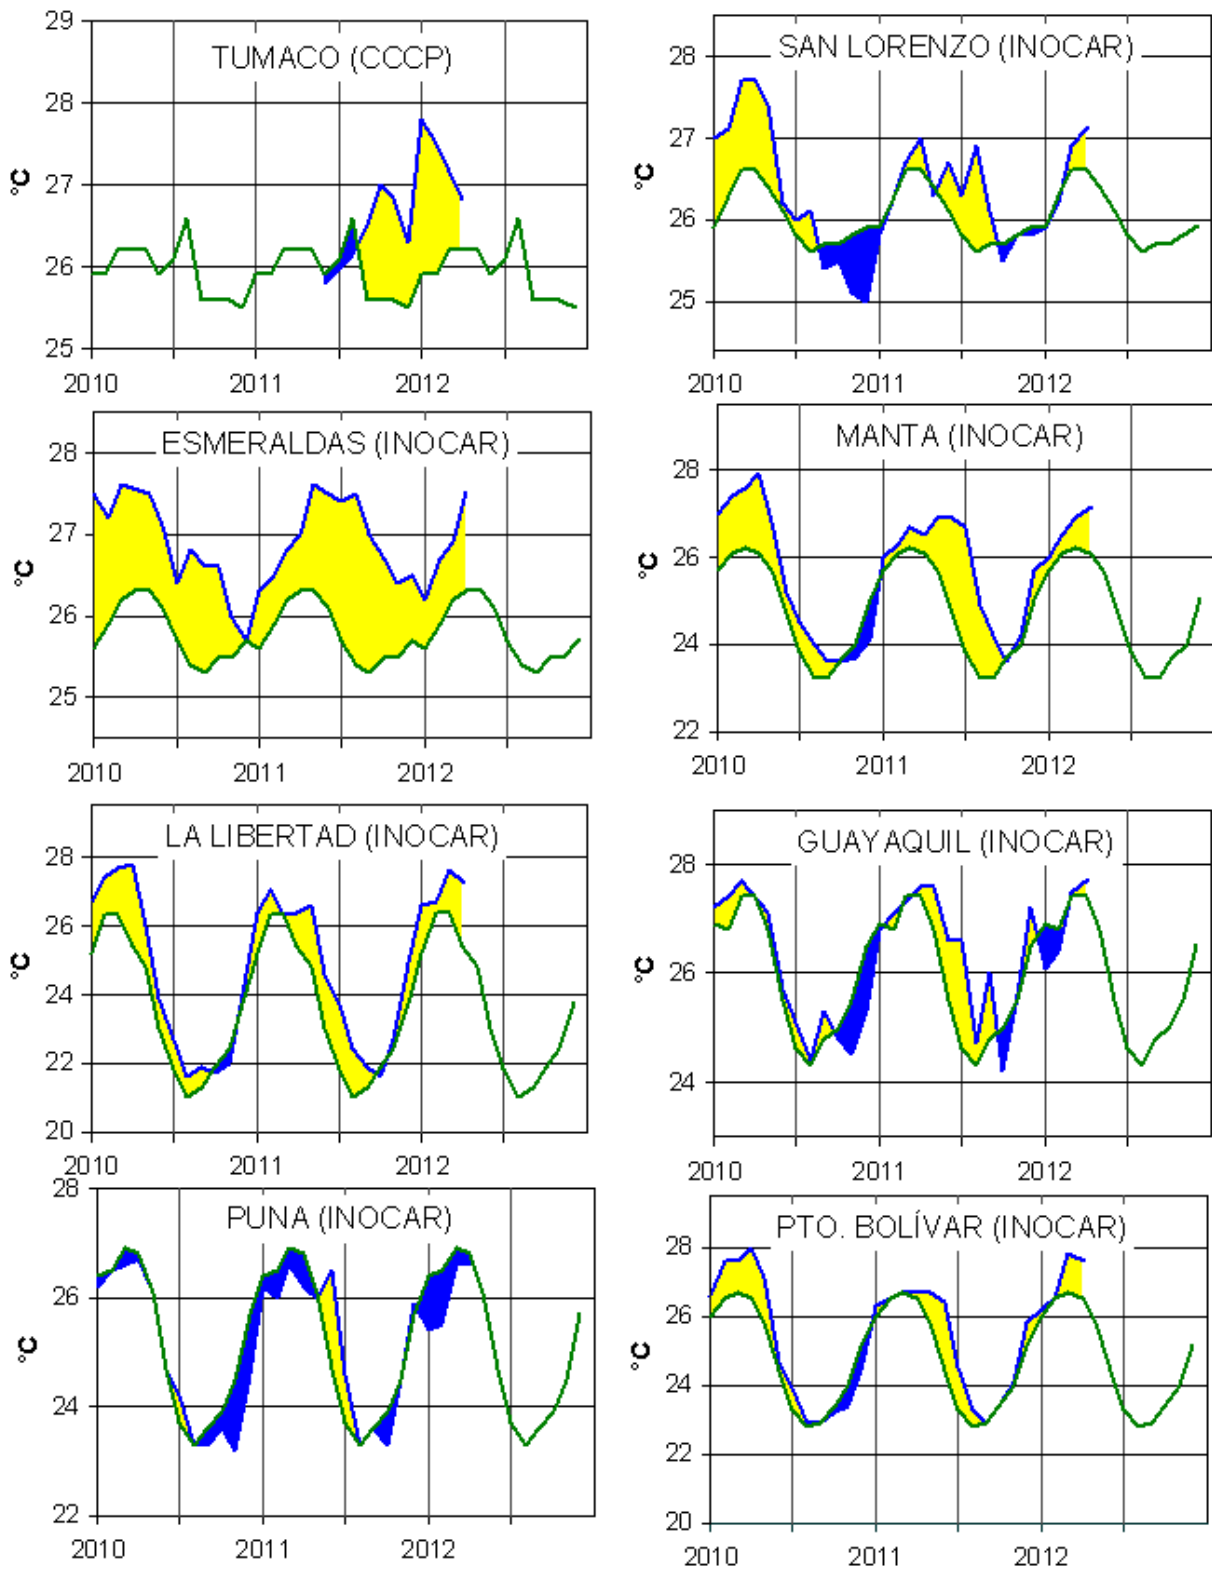 29
TUMACO (CCCP)
28
27
°C
26
25
2010 2011 2012
SAN LORENZO (INOCAR)
28
27
°C
26
25
2010 2011 2012
ESMERALDAS (INOCAR)
28
27
°C
26
25
2010 2011 2012
MANTA (INOCAR)
28
26
°C
24
22
2010 2011 2012
LA LIBERTAD (INOCAR)
28
26
°C
24
22
20
2010 2011 2012
GUAYAQUIL (INOCAR)
28
26
°C
24
2010 2011 2012
28
PUNA (INOCAR)
26
°C
24
22
2010 2011 2012
PTO. BOLÍVAR (INOCAR)
28
26
°C
24
22
20
2010 2011 2012